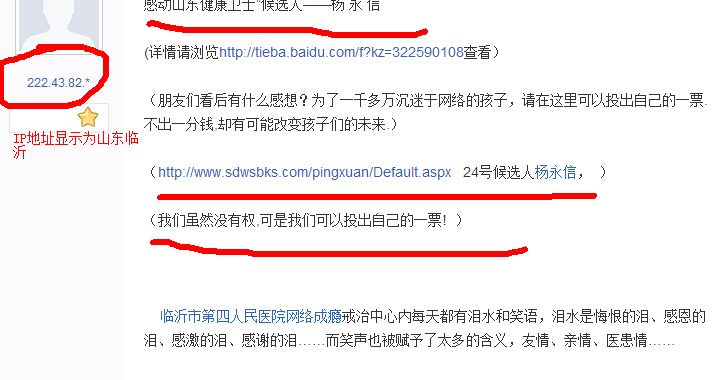 感动山东健康卫士"候选人——杨 永 信
(详情请浏览http://tieba.baidu.com/f?kz=322590108查看）
222.43.82.*
IP地址显示为山东临
沂
（朋友们看后有什么感想？为了一千多万沉迷于网络的孩子，请在这里可以投出自己的一票.
不出一分钱,却有可能改变孩子们的未来.）
（http://www.sdwsbks.com/pingxuan/Default.aspx 24号候选人杨永信， ）
（我们虽然没有权,可是我们可以投出自己的一票！）
临沂市第四人民医院网络成瘾戒治中心内每天都有泪水和笑语，泪水是悔恨的泪、感恩的
泪、感激的泪、感谢的泪……而笑声也被赋予了太多的含义，友情、亲情、医患情……